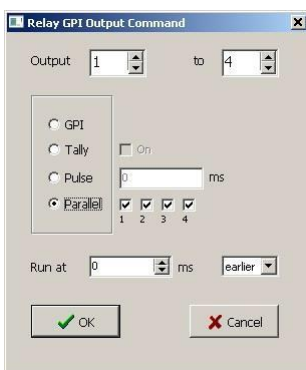 Relay GPI Output Command
Output 1 to 4
GPI
Tally On
Pulse 0 ms
Parallel
1 2 3 4
Run at 0 ms earlier
OK Cancel